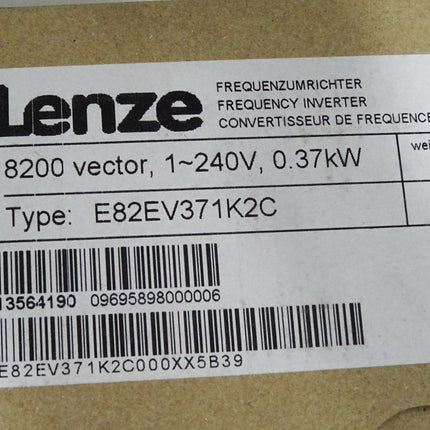 Lenze
FREQUENZUMRICHTER
FREQUENCY INVERTER
CONVERTISSEUR DE FREQUENCE
8200 vector, 1~240V, 0.37kW
Type: E82EV371K2C
13564190 09695898000006
E82EV371K2C000XX5B39